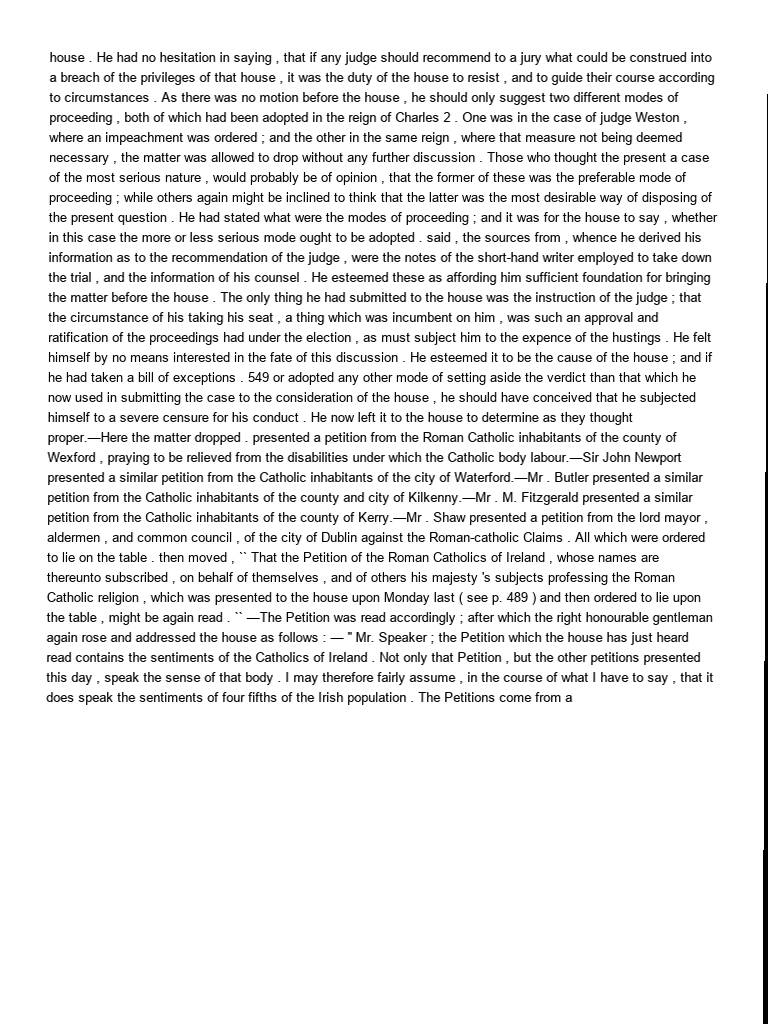 house . He had no hesitation in saying , that if any judge should recommend to a jury what could be construed into
a breach of the privileges of that house , it was the duty of the house to resist , and to guide their course according
to circumstances . As there was no motion before the house , he should only suggest two different modes of
proceeding , both of which had been adopted in the reign of Charles 2 . One was in the case of judge Weston ,
where an impeachment was ordered ; and the other in the same reign , where that measure not being deemed
necessary , the matter was allowed to drop without any further discussion . Those who thought the present a case
of the most serious nature , would probably be of opinion , that the former of these was the preferable mode of
proceeding ; while others again might be inclined to think that the latter was the most desirable way of disposing of
the present question . He had stated what were the modes of proceeding ; and it was for the house to say , whether
in this case the more or less serious mode ought to be adopted . said , the sources from , whence he derived his
information as to the recommendation of the judge , were the notes of the short-hand writer employed to take down
the trial , and the information of his counsel . He esteemed these as affording him sufficient foundation for bringing
the matter before the house . The only thing he had submitted to the house was the instruction of the judge ; that
the circumstance of his taking his seat , a thing which was incumbent on him , was such an approval and
ratification of the proceedings had under the election , as must subject him to the expence of the hustings . He felt
himself by no means interested in the fate of this discussion . He esteemed it to be the cause of the house ; and if
he had taken a bill of exceptions . 549 or adopted any other mode of setting aside the verdict than that which he
now used in submitting the case to the consideration of the house , he should have conceived that he subjected
himself to a severe censure for his conduct . He now left it to the house to determine as they thought
proper.—Here the matter dropped . presented a petition from the Roman Catholic inhabitants of the county of
Wexford , praying to be relieved from the disabilities under which the Catholic body labour.—Sir John Newport
presented a similar petition from the Catholic inhabitants of the city of Waterford.—Mr . Butler presented a similar
petition from the Catholic inhabitants of the county and city of Kilkenny.—Mr . M. Fitzgerald presented a similar
petition from the Catholic inhabitants of the county of Kerry.—Mr . Shaw presented a petition from the lord mayor ,
aldermen , and common council , of the city of Dublin against the Roman-catholic Claims . All which were ordered
to lie on the table . then moved , `` That the Petition of the Roman Catholics of Ireland , whose names are
thereunto subscribed , on behalf of themselves , and of others his majesty 's subjects professing the Roman
Catholic religion , which was presented to the house upon Monday last ( see p. 489 ) and then ordered to lie upon
the table , might be again read . `` —The Petition was read accordingly ; after which the right honourable gentleman
again rose and addressed the house as follows : — " Mr. Speaker ; the Petition which the house has just heard
read contains the sentiments of the Catholics of Ireland . Not only that Petition , but the other petitions presented
this day , speak the sense of that body . I may therefore fairly assume , in the course of what I have to say , that it
does speak the sentiments of four fifths of the Irish population . The Petitions come from a